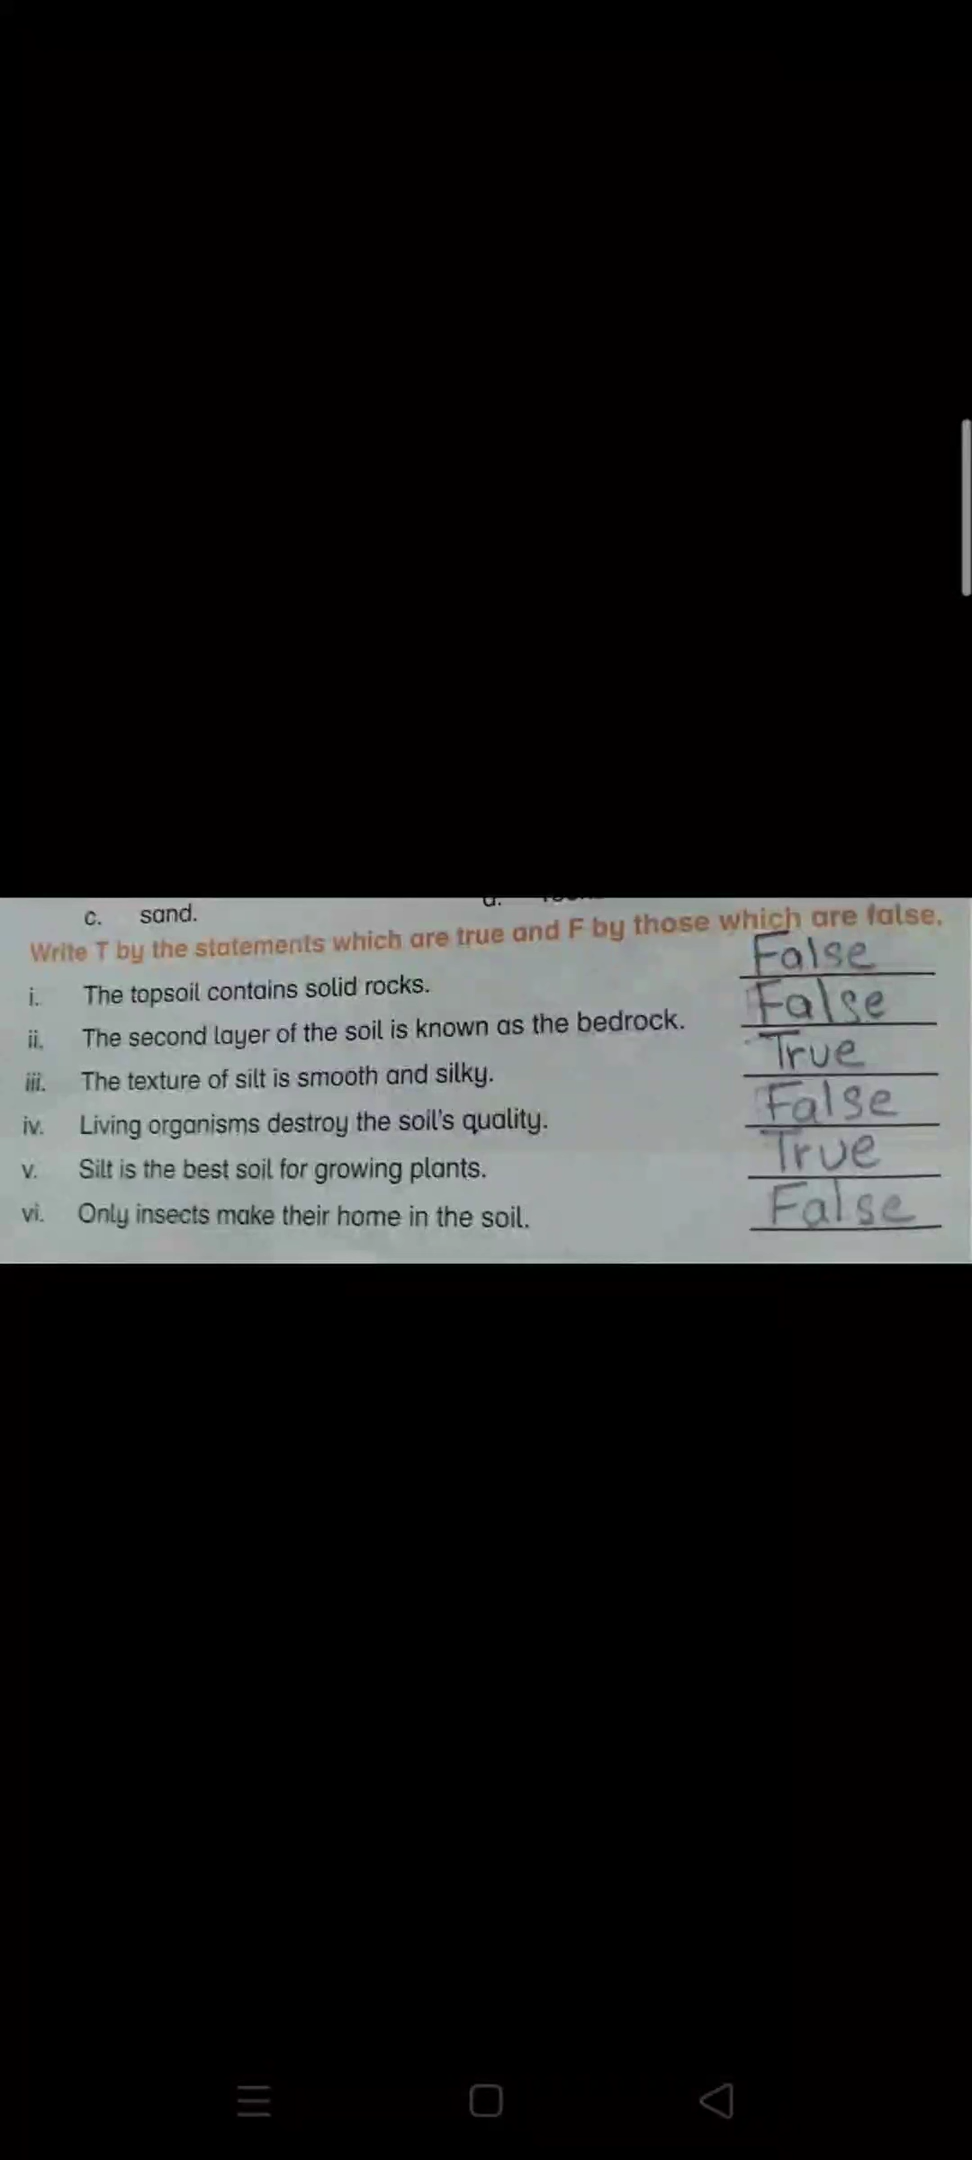 c. sand.
Write T by the statements which are true and F by those which are false.
i. The topsoil contains solid rocks. False
ii. The second layer of the soil is known as the bedrock. False
iii. The texture of silt is smooth and silky. True
iv. Living organisms destroy the soil's quality. False
v. Silt is the best soil for growing plants. True
vi. Only insects make their home in the soil. False